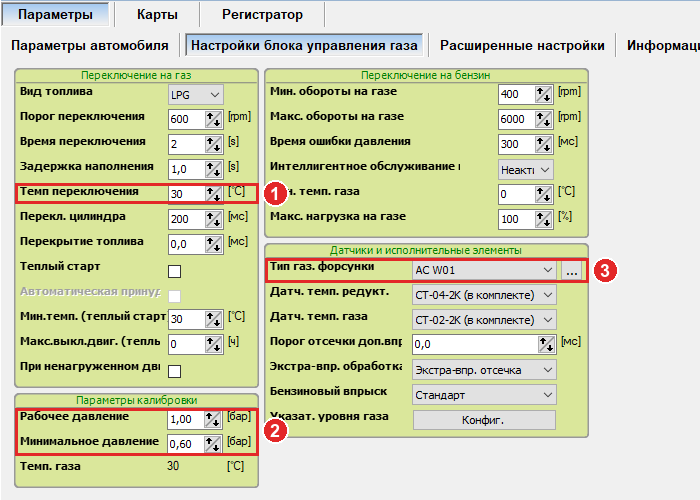 Параметры Карты Регистратор
Параметры автомобиля Настройки блока управления газа Расширенные настройки Информаци
Переключение на газ
Вид топлива LPG
Порог переключения 600 [rpm]
Время переключения 2 [s]
Задержка наполнения 1,0 [s]
Темп переключения 30 [°C] 1
Перекл. цилиндра 200 [мс]
Перекрытие топлива 0,0 [мс]
Теплый старт
Автоматическая принуд
Мин.темп. (теплый старт 30 [°C]
Макс.выкл.двиг. (теплы 0 [ч]
При ненагруженном дви
Параметры калибровки
Рабочее давление 1,00 [бар]
Минимальное давление 0,60 [бар] 2
Темп. газа 30 [°C]
Переключение на бензин
Мин. обороты на газе 400 [rpm]
Макс. обороты на газе 6000 [rpm]
Время ошибки давления 300 [мс]
Интеллигентное обслуживание Неакти
н. темп. газа 0 [°C]
Макс. нагрузка на газе 100 [%]
Датчики и исполнительные элементы
Тип газ. форсунки AC W01 ... 3
Датч. темп. редукт. CT-04-2K (в комплекте)
Датч. темп. газа CT-02-2K (в комплекте)
Порог отсечки доп.впр 0,0 [мс]
Экстра-впр. обработка Экстра-впр. отсечка
Бензиновый впрыск Стандарт
Указат. уровня газа Конфиг.